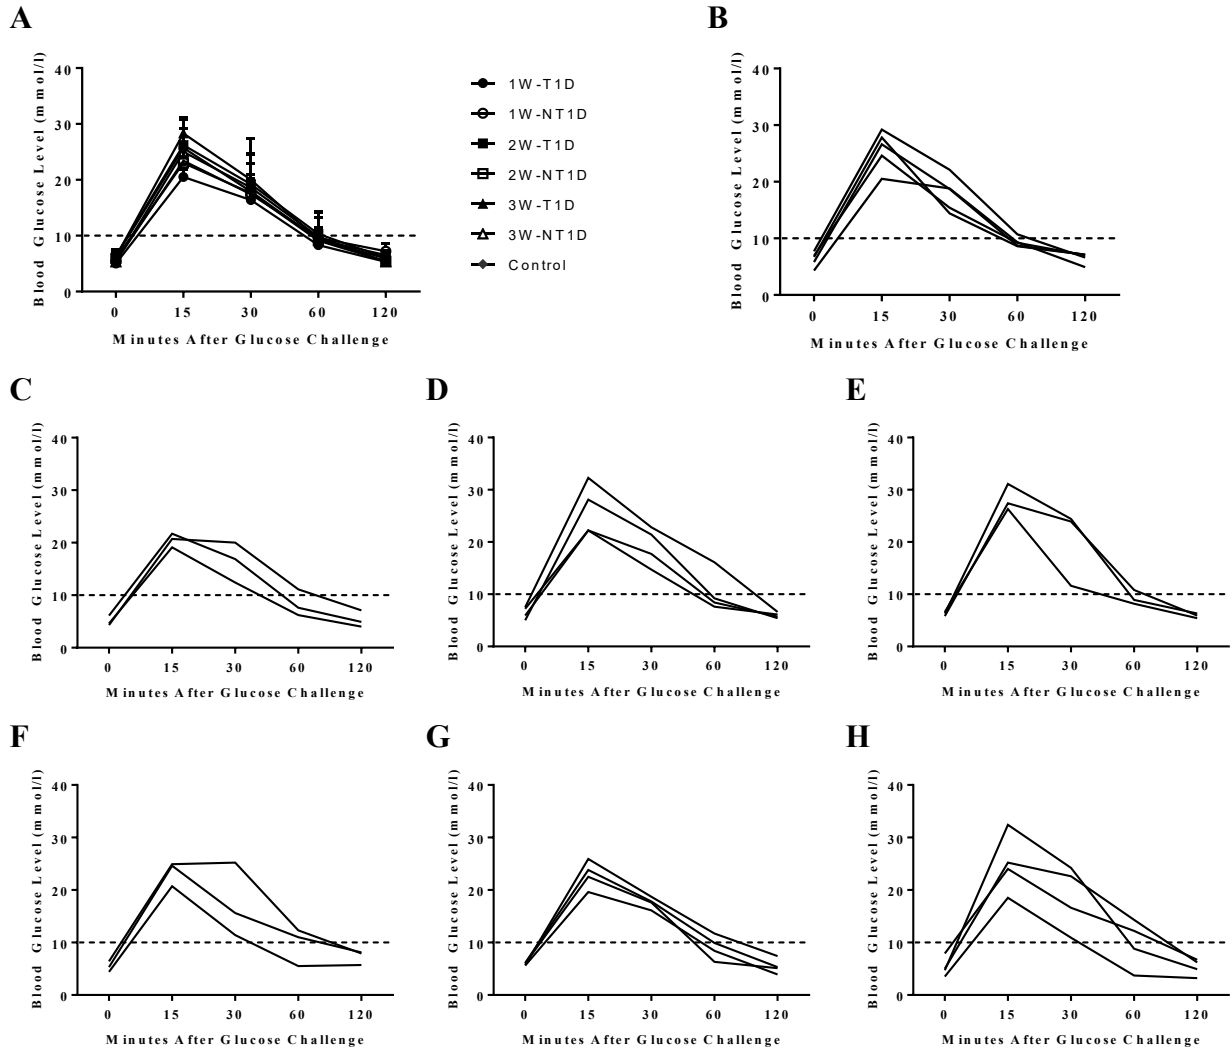 A
Blood Glucose Level (mmol/l)
40
30
20
10
0
0 15 30 60 120
Minutes After Glucose Challenge
1W-T1D
1W-NT1D
2W-T1D
2W-NT1D
3W-T1D
3W-NT1D
Control
B
Blood Glucose Level (mmol/l)
40
30
20
10
0
0 15 30 60 120
Minutes After Glucose Challenge
C
Blood Glucose Level (mmol/l)
40
30
20
10
0
0 15 30 60 120
Minutes After Glucose Challenge
D
Blood Glucose Level (mmol/l)
40
30
20
10
0
0 15 30 60 120
Minutes After Glucose Challenge
E
Blood Glucose Level (mmol/l)
40
30
20
10
0
0 15 30 60 120
Minutes After Glucose Challenge
F
Blood Glucose Level (mmol/l)
40
30
20
10
0
0 15 30 60 120
Minutes After Glucose Challenge
G
Blood Glucose Level (mmol/l)
40
30
20
10
0
0 15 30 60 120
Minutes After Glucose Challenge
H
Blood Glucose Level (mmol/l)
40
30
20
10
0
0 15 30 60 120
Minutes After Glucose Challenge